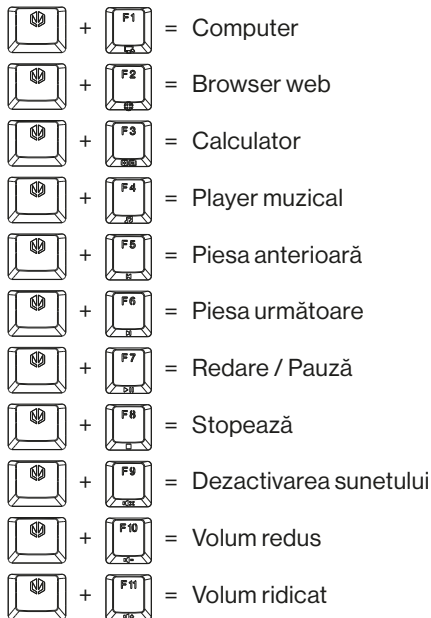 + F1 = Computer
+ F2 = Browser web
+ F3 = Calculator
+ F4 = Player muzical
+ F5 = Piesa anterioară
+ F6 = Piesa următoare
+ F7 = Redare / Pauză
+ F8 = Stopează
+ F9 = Dezactivarea sunetului
+ F10 = Volum redus
+ F11 = Volum ridicat